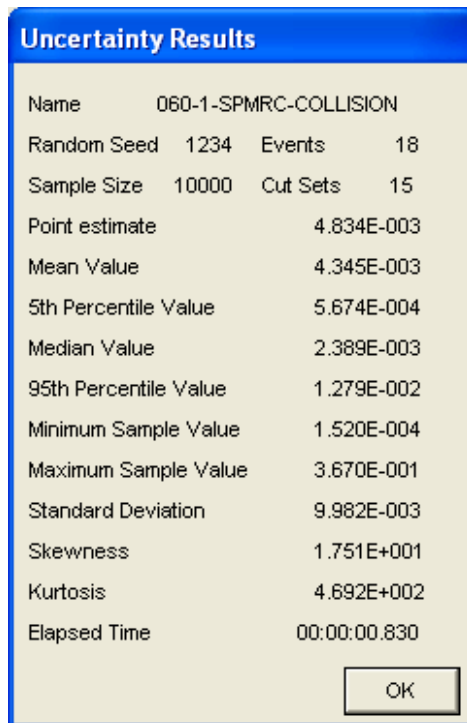 Uncertainty Results
Name 060-1-SPMRC-COLLISION
Random Seed 1234 Events 18
Sample Size 10000 Cut Sets 15
Point estimate 4.834E-003
Mean Value 4.345E-003
5th Percentile Value 5.674E-004
Median Value 2.389E-003
95th Percentile Value 1.279E-002
Minimum Sample Value 1.520E-004
Maximum Sample Value 3.670E-001
Standard Deviation 9.982E-003
Skewness 1.751E+001
Kurtosis 4.692E+002
Elapsed Time 00:00:00.830
OK